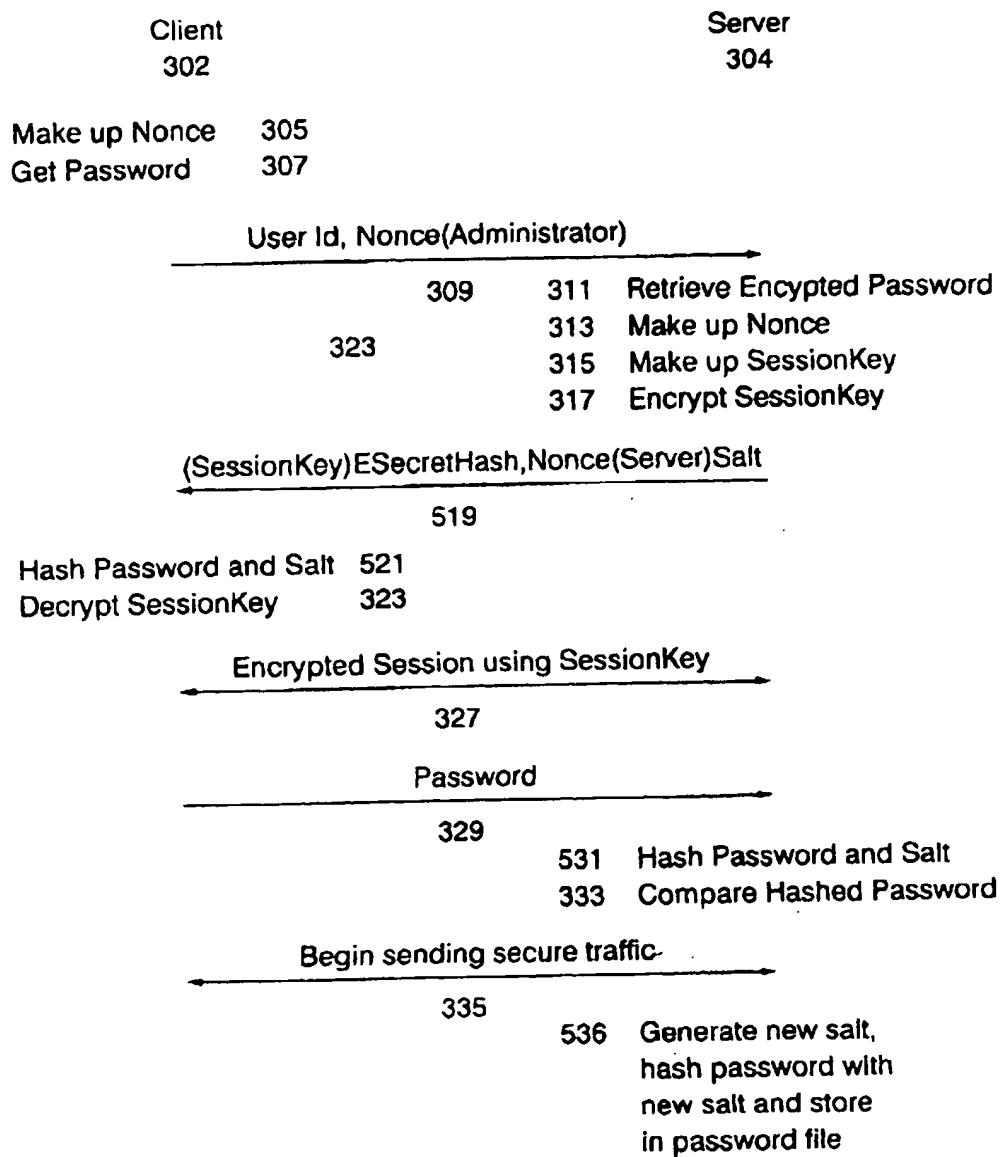 Client
302
Server
304
Make up Nonce 305
Get Password 307
User Id, Nonce(Administrator)
309
323
311 Retrieve Encypted Password
313 Make up Nonce
315 Make up SessionKey
317 Encrypt SessionKey
(SessionKey)ESecretHash,Nonce(Server)Salt
519
Hash Password and Salt 521
Decrypt SessionKey 323
Encrypted Session using SessionKey
327
Password
329
531 Hash Password and Salt
333 Compare Hashed Password
Begin sending secure traffic
335
536 Generate new salt,
hash password with
new salt and store
in password file